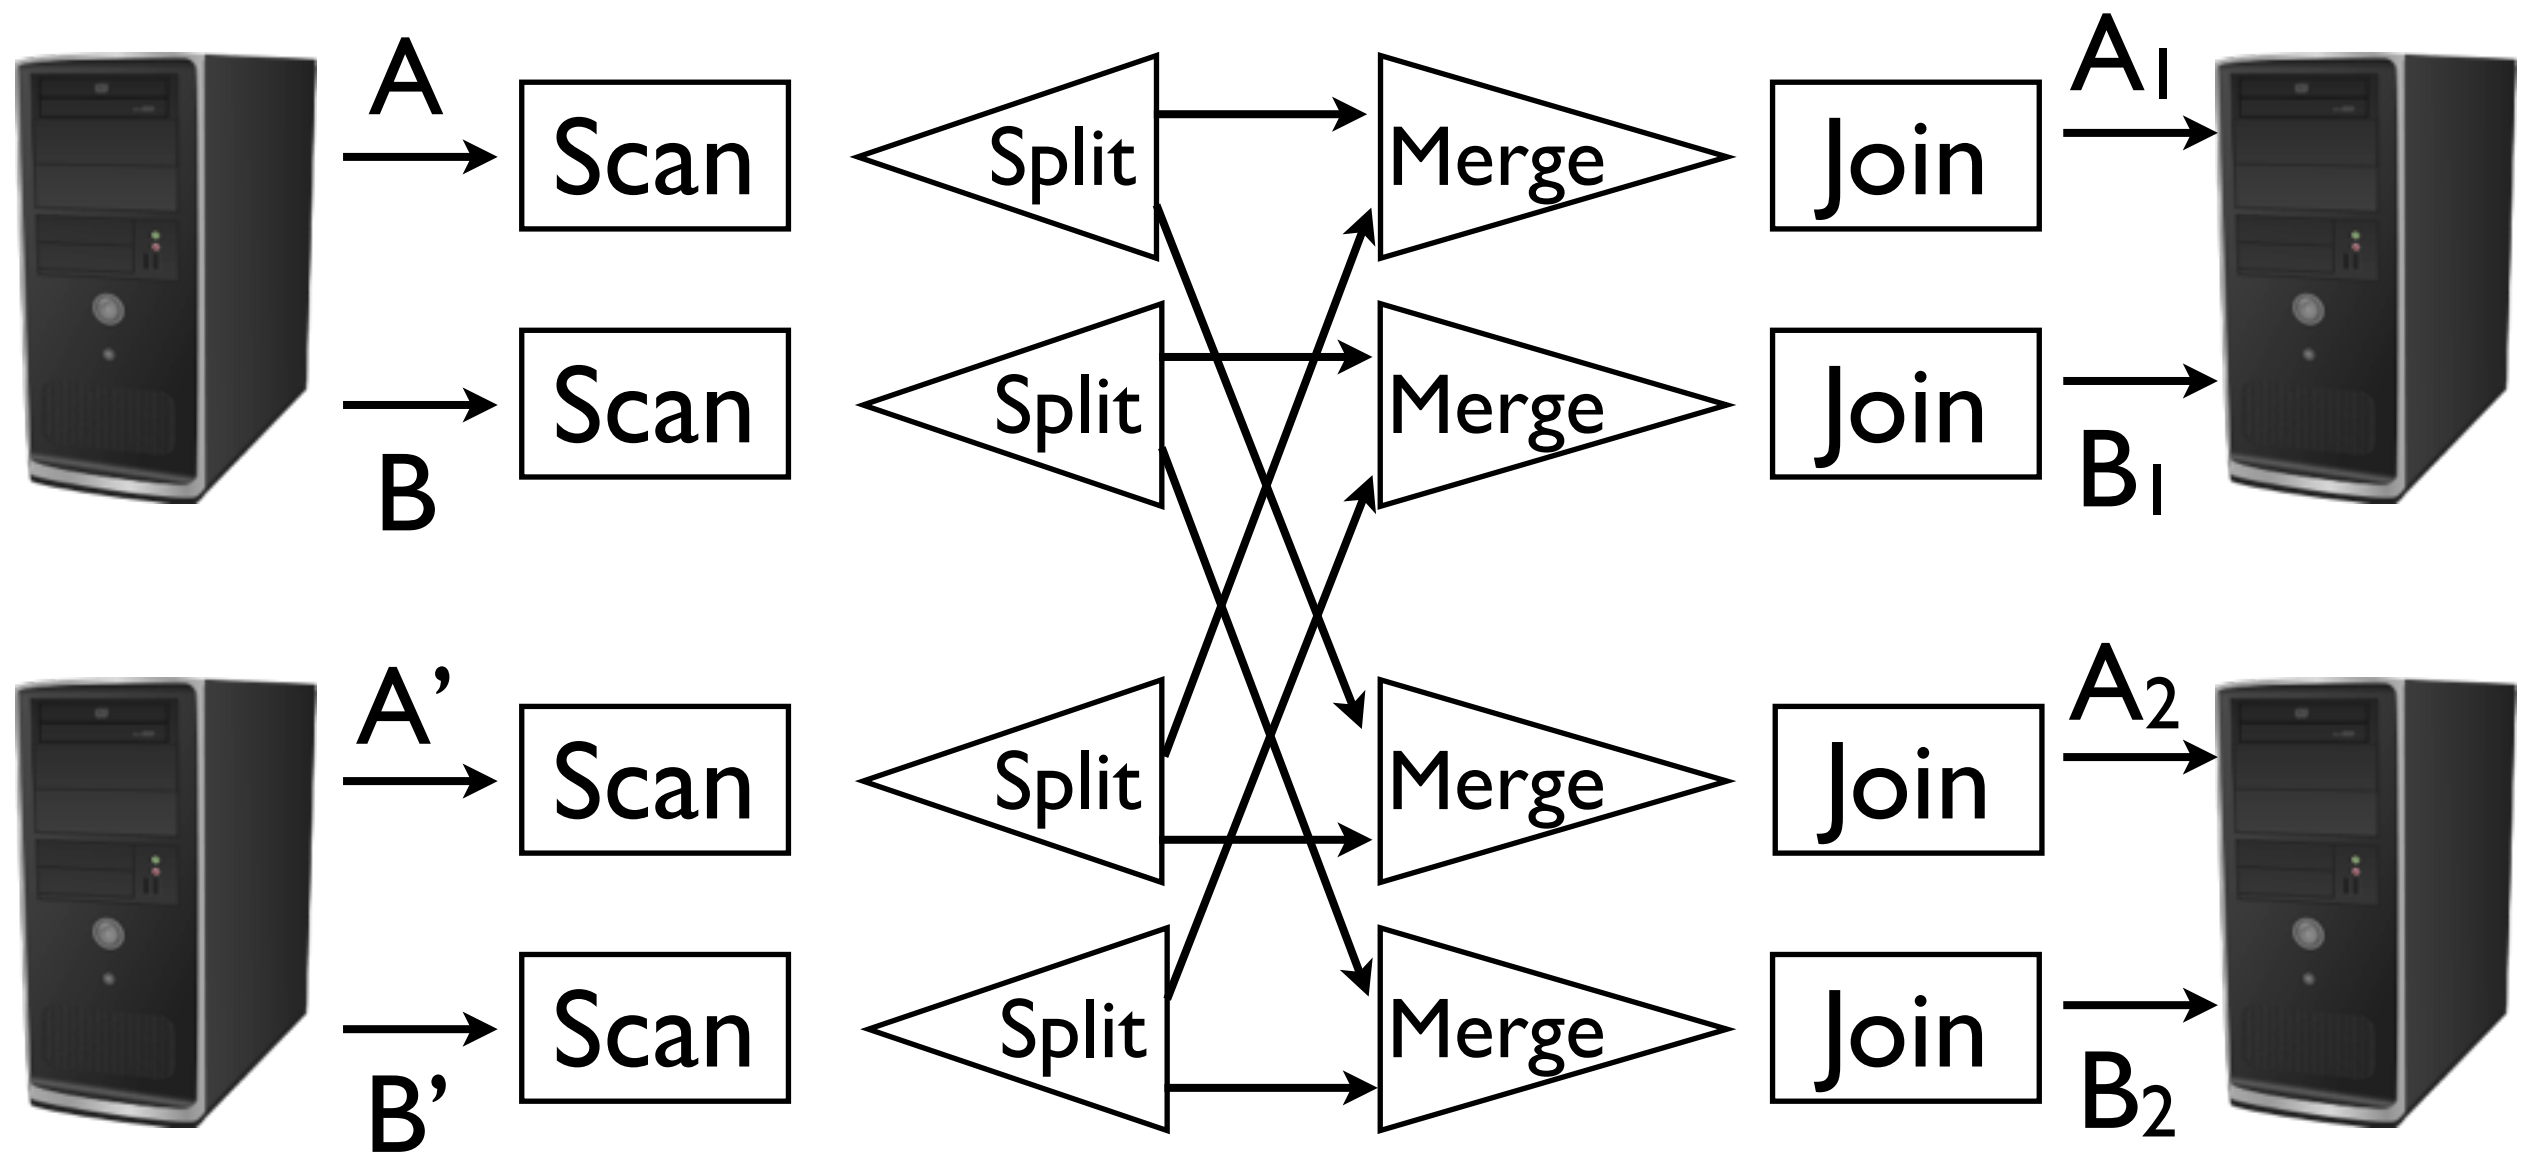 A
Scan
Split
Merge
Join
A1
B
Scan
Split
Merge
Join
B1
A’
Scan
Split
Merge
Join
A2
B’
Scan
Split
Merge
Join
B2